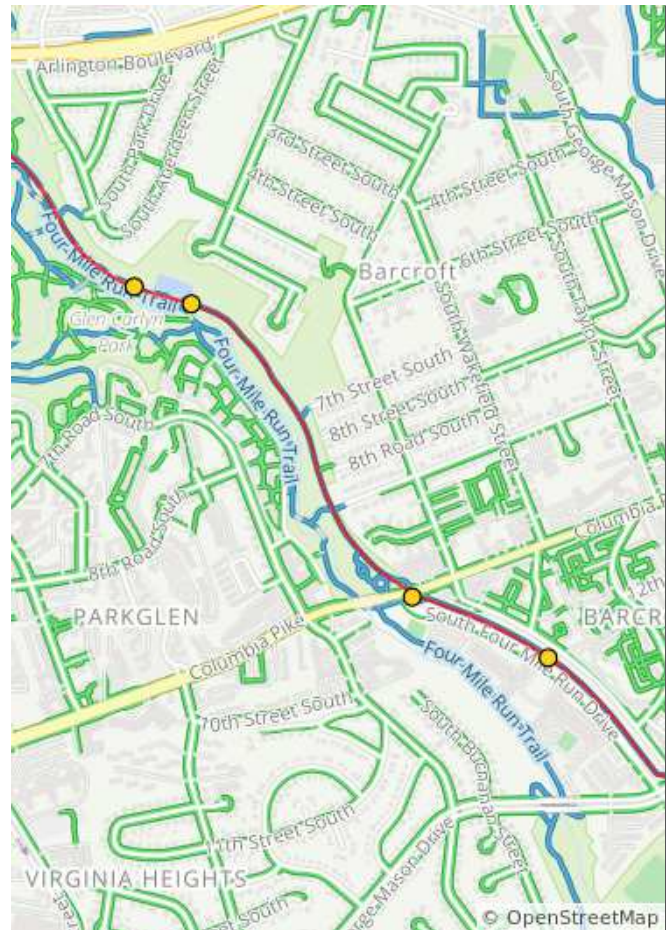 Arlington Boulevard
South Park Drive
South Aberdeen Street
3rd Street South
4th Street South
4th Street South
South George Mason Drive
6th Street South
Barcroft
South Taylor Street
South Wakefield Street
Four Mile Run Trail
Glen Carlyn
Park
Four Mile Run Trail
7th Street South
8th Street South
8th Road South
7th Road South
8th Road South
Columbia
12th
PARKGLEN
BARCR
Columbia Pike
South Four Mile Run Drive
Four Mile Run Trail
70th Street South
South Buchanan Street
11th Street South
George Mason Drive
VIRGINIA HEIGHTS
Street
Street South
© OpenStreetMap